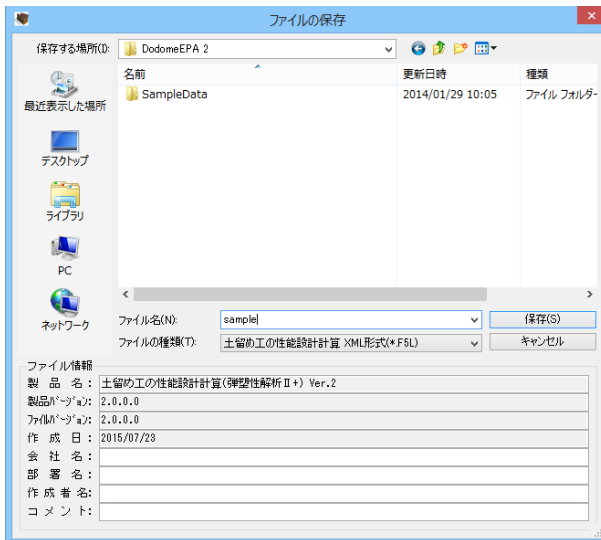 ファイルの保存
保存する場所(I):
DodomeEPA 2
名前
更新日時
種類
SampleData
2014/01/29 10:05
ファイル フォルダー
最近表示した場所
デスクトップ
ライブラリ
PC
ネットワーク
ファイル名(N):
sample
保存(S)
ファイルの種類(T):
土留め工の性能設計計算 XML形式(*.F5L)
キャンセル
ファイル情報
製 品 名: 土留め工の性能設計計算(弾塑性解析Ⅱ+) Ver.2
製品ﾊﾞｰｼﾞｮﾝ: 2.0.0.0
ﾌｧｲﾙﾊﾞｰｼﾞｮﾝ: 2.0.0.0
作 成 日: 2015/07/23
会 社 名:
部 署 名:
作 成 者 名:
コ メ ン ト: